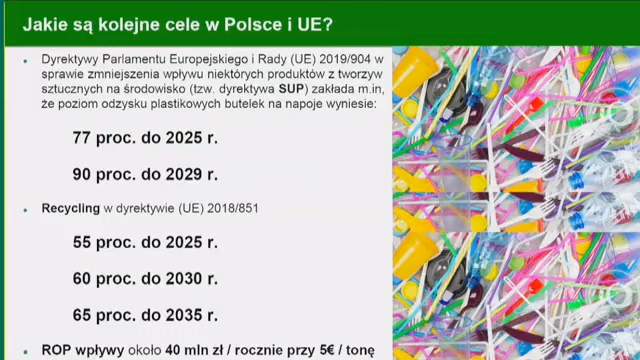 Jakie są kolejne cele w Polsce i UE?
Dyrektywy Parlamentu Europejskiego i Rady (UE) 2019/904 w
sprawie zmniejszenia wpływu niektórych produktów z tworzyw
sztucznych na środowisko (tzw. dyrektywa SUP) zakłada m.in,
że poziom odzysku plastikowych butelek na napoje wyniesie:
77 proc. do 2025 r.
90 proc. do 2029 r.
Recycling w dyrektywie (UE) 2018/851
55 proc. do 2025 r.
60 proc. do 2030 r.
65 proc. do 2035 r.
ROP wpływy około 40 mln zł / rocznie przy 5€ / tonę